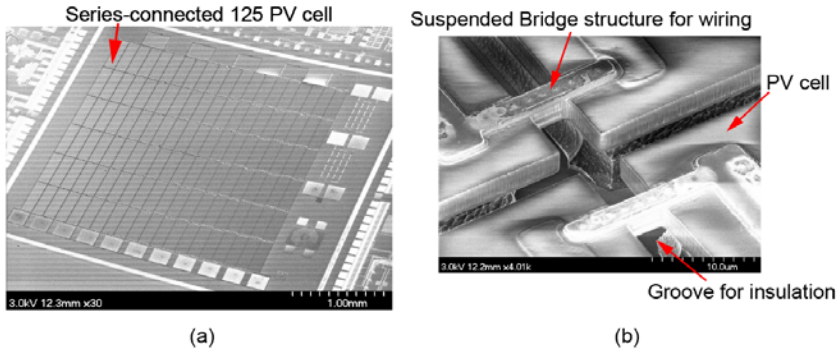 Series-connected 125 PV cell
3.0kV 12.3mm x30
1.00mm
(a)
Suspended Bridge structure for wiring
PV cell
3.0kV 12.2mm x4.01k
10.0um
Groove for insulation
(b)